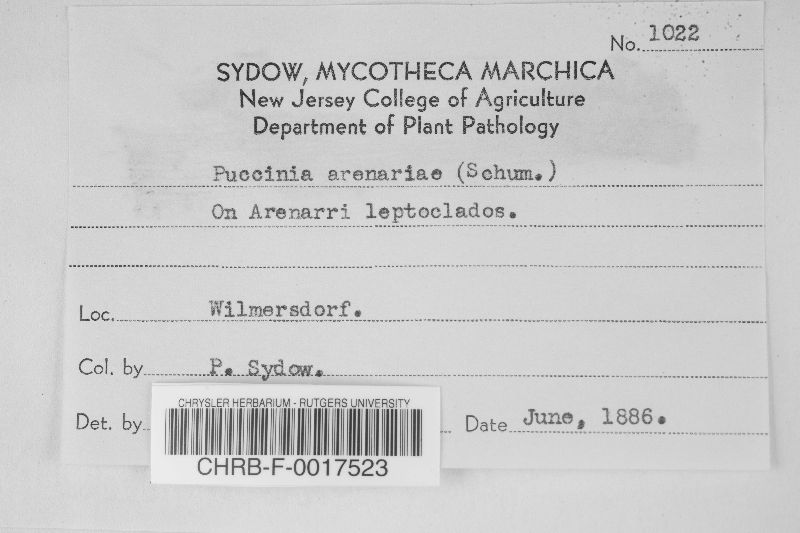 No. 1022
SYDOW, MYCOTHECA MARCHICA
New Jersey College of Agriculture
Department of Plant Pathology
Puccinia arenariae (Schum.)
On Arenarri leptoclados.
Loc. Wilmersdorf.
Col. by P. Sydow.
Det. by
Date June, 1886.
CHRYSLER HERBARIUM - RUTGERS UNIVERSITY
CHRB-F-0017523